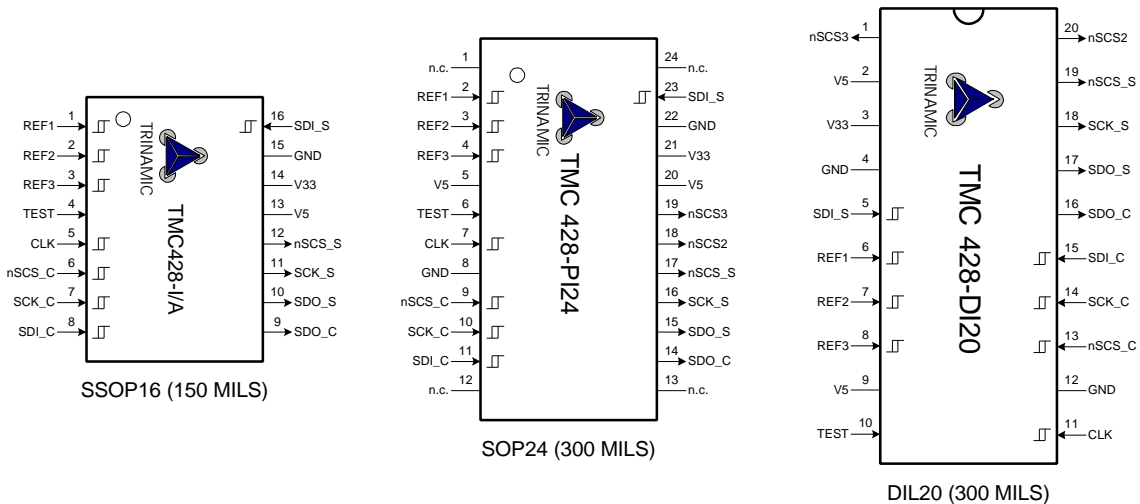 1
REF1
2
REF2
3
REF3
4
TEST
5
CLK
6
nSCS_C
7
SCK_C
8
SDI_C
TRINAMIC
TMC428-I/A
16
SDI_S
15
GND
14
V33
13
V5
12
nSCS_S
11
SCK_S
10
SDO_S
9
SDO_C
SSOP16 (150 MILS)
1
n.c.
2
REF1
3
REF2
4
REF3
5
V5
6
TEST
7
CLK
8
GND
9
nSCS_C
10
SCK_C
11
SDI_C
12
n.c.
TRINAMIC
TMC 428-PI24
24
n.c.
23
SDI_S
22
GND
21
V33
20
V5
19
nSCS3
18
nSCS2
17
nSCS_S
16
SCK_S
15
SDO_S
14
SDO_C
13
n.c.
SOP24 (300 MILS)
1
nSCS3
2
V5
3
V33
4
GND
5
SDI_S
6
REF1
7
REF2
8
REF3
9
V5
10
TEST
TRINAMIC
TMC 428-DI20
20
nSCS2
19
nSCS_S
18
SCK_S
17
SDO_S
16
SDO_C
15
SDI_C
14
SCK_C
13
nSCS_C
12
GND
11
CLK
DIL20 (300 MILS)